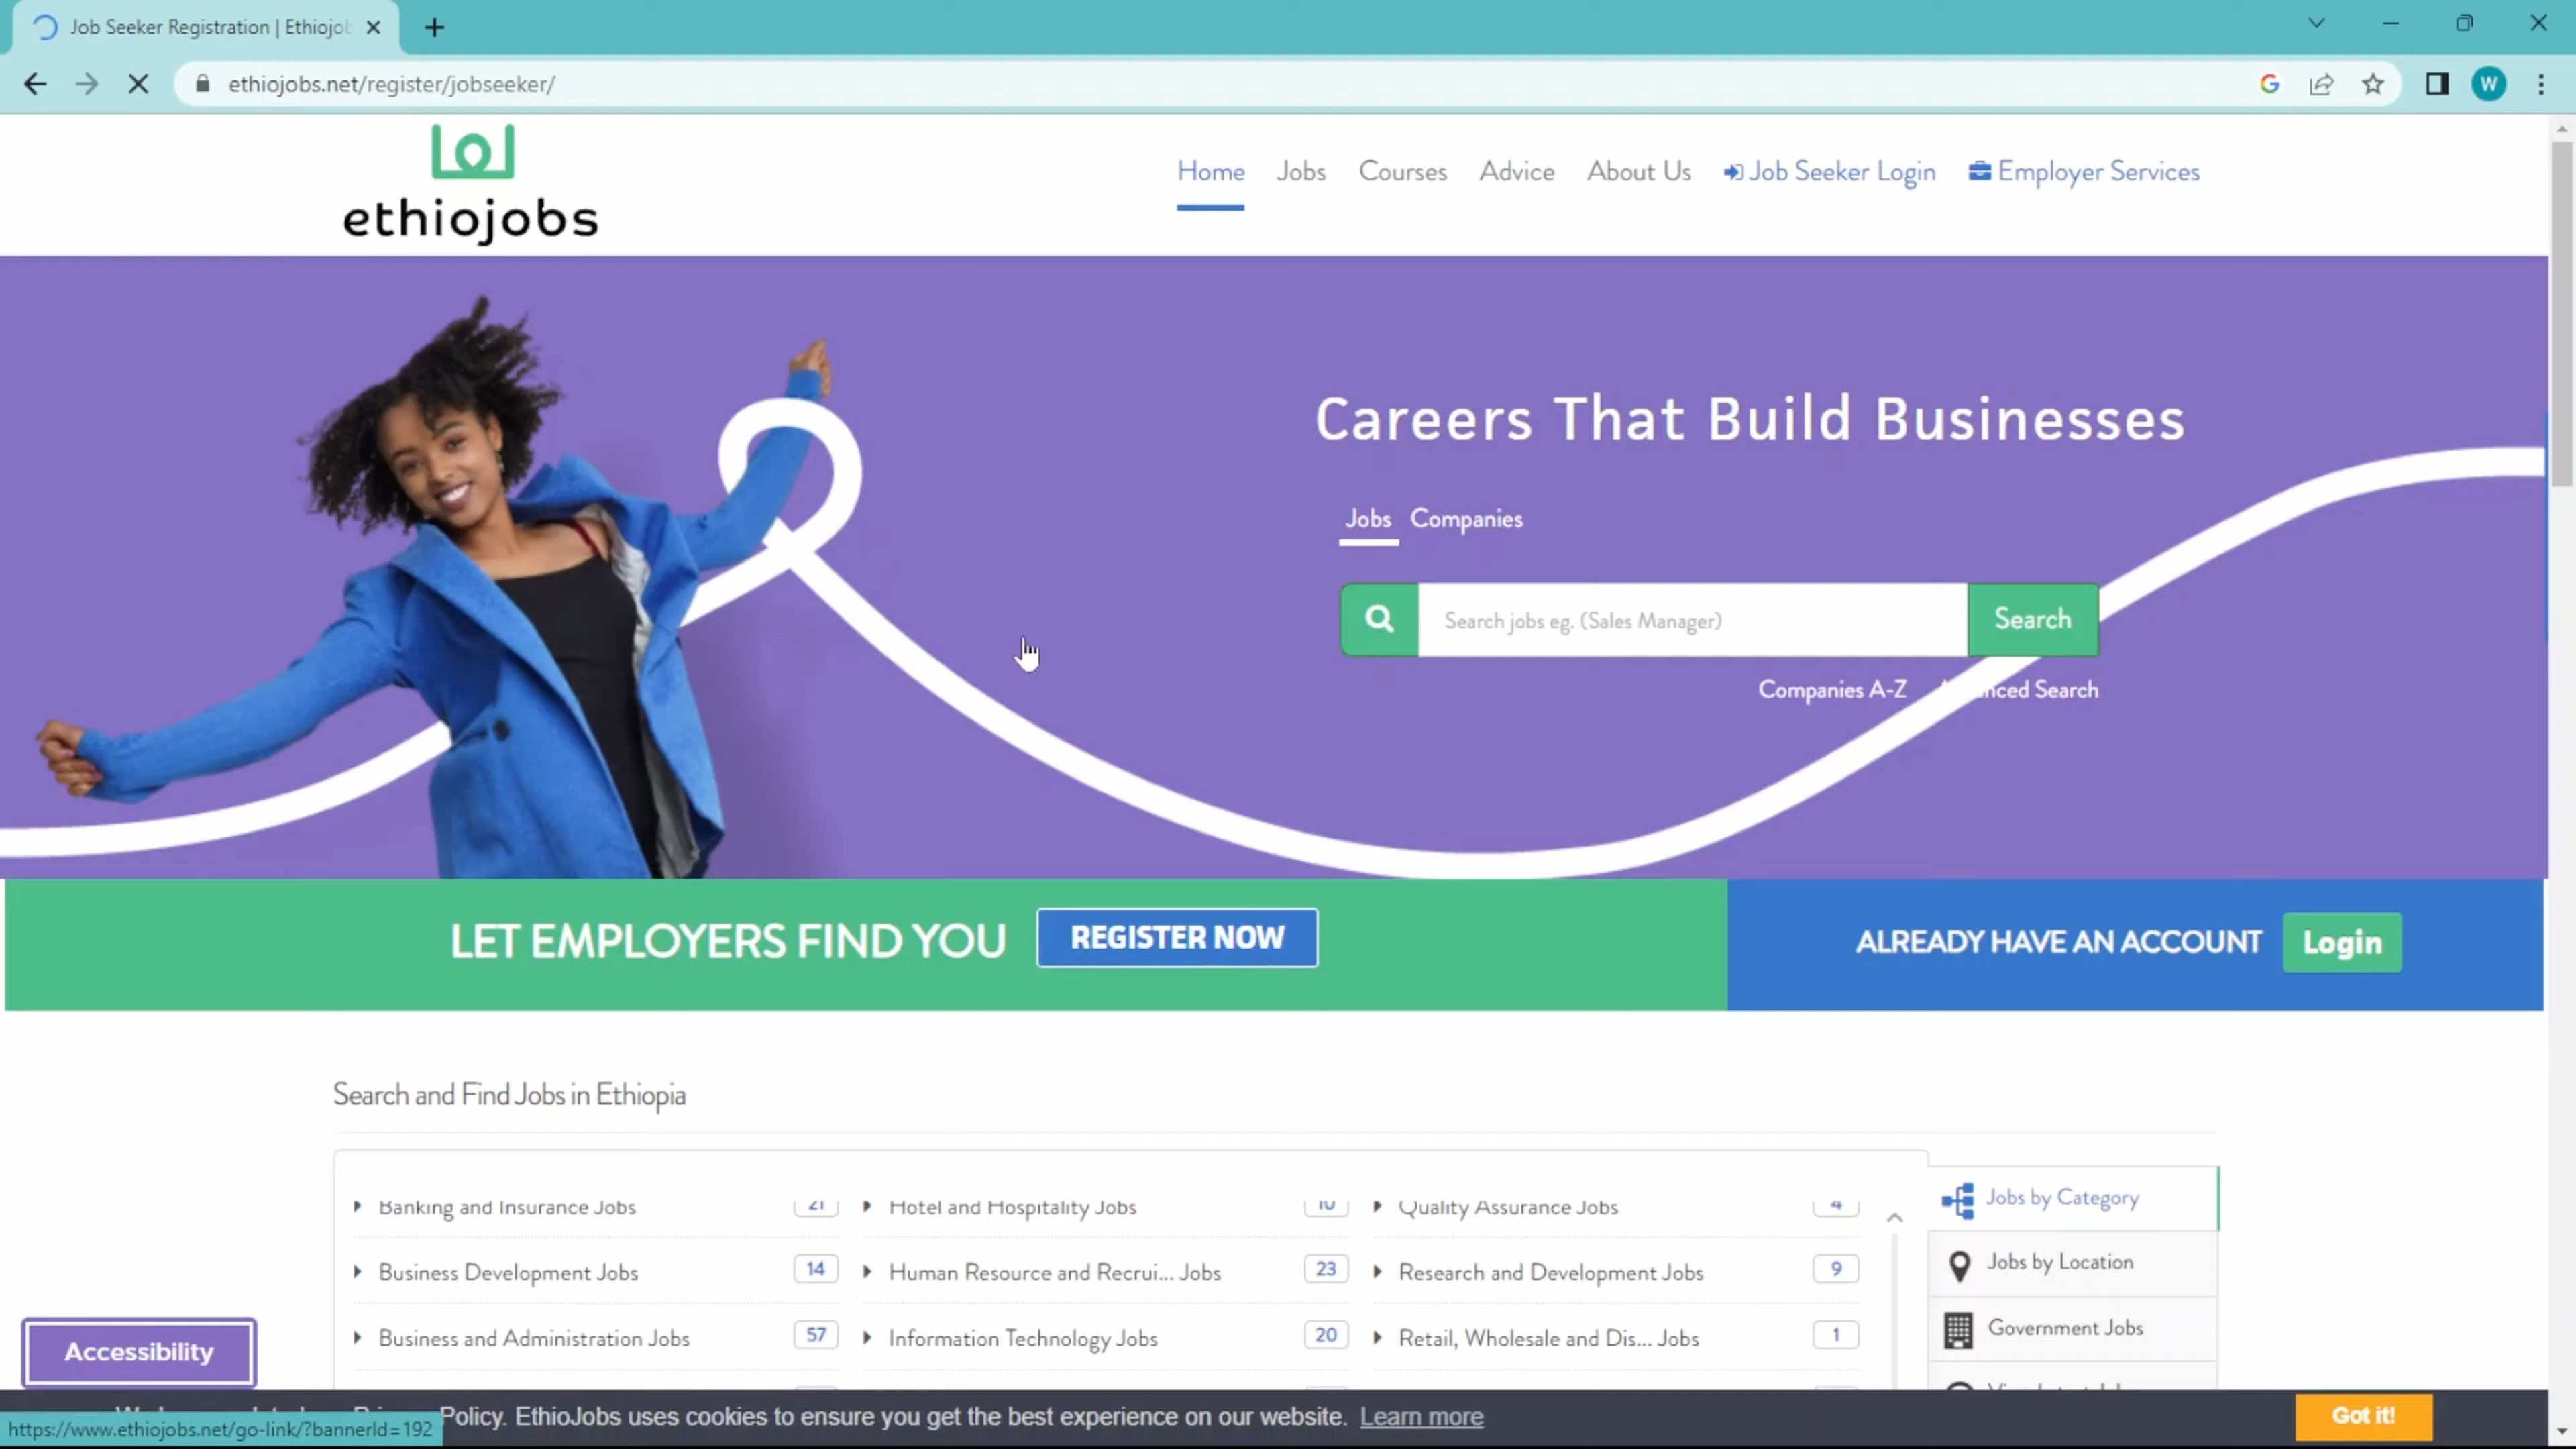 Job Seeker Registration | Ethiojob
ethiojobs.net/register/jobseeker/
W
ethiojobs
Home
Jobs
Courses
Advice
About Us
Job Seeker Login
Employer Services
Careers That Build Businesses
Jobs
Companies
Search jobs eg. (Sales Manager)
Search
Companies A-Z
Search
LET EMPLOYERS FIND YOU
REGISTER NOW
ALREADY HAVE AN ACCOUNT
Login
Search and Find Jobs in Ethiopia
Banking and Insurance Jobs 21
Hotel and Hospitality Jobs 10
Quality Assurance Jobs 4
Jobs by Category
Business Development Jobs 14
Human Resource and Recrui... Jobs 23
Research and Development Jobs 9
Jobs by Location
Business and Administration Jobs 57
Information Technology Jobs 20
Retail, Wholesale and Dis... Jobs 1
Government Jobs
Accessibility
Policy. EthioJobs uses cookies to ensure you get the best experience on our website. Learn more
Got it!
https://www.ethiojobs.net/go-link/?bannerId=192